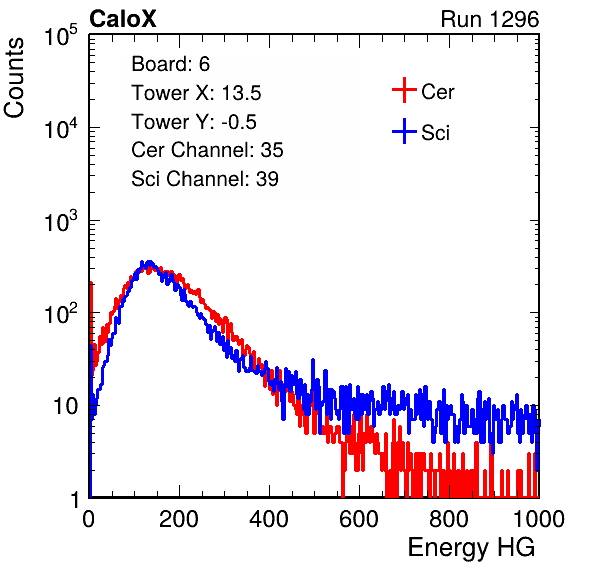 CaloX Run 1296
Counts
Board: 6
Tower X: 13.5
Tower Y: -0.5
Cer Channel: 35
Sci Channel: 39
Cer
Sci
10^5
10^4
10^3
10^2
10
1
0 200 400 600 800 1000
Energy HG